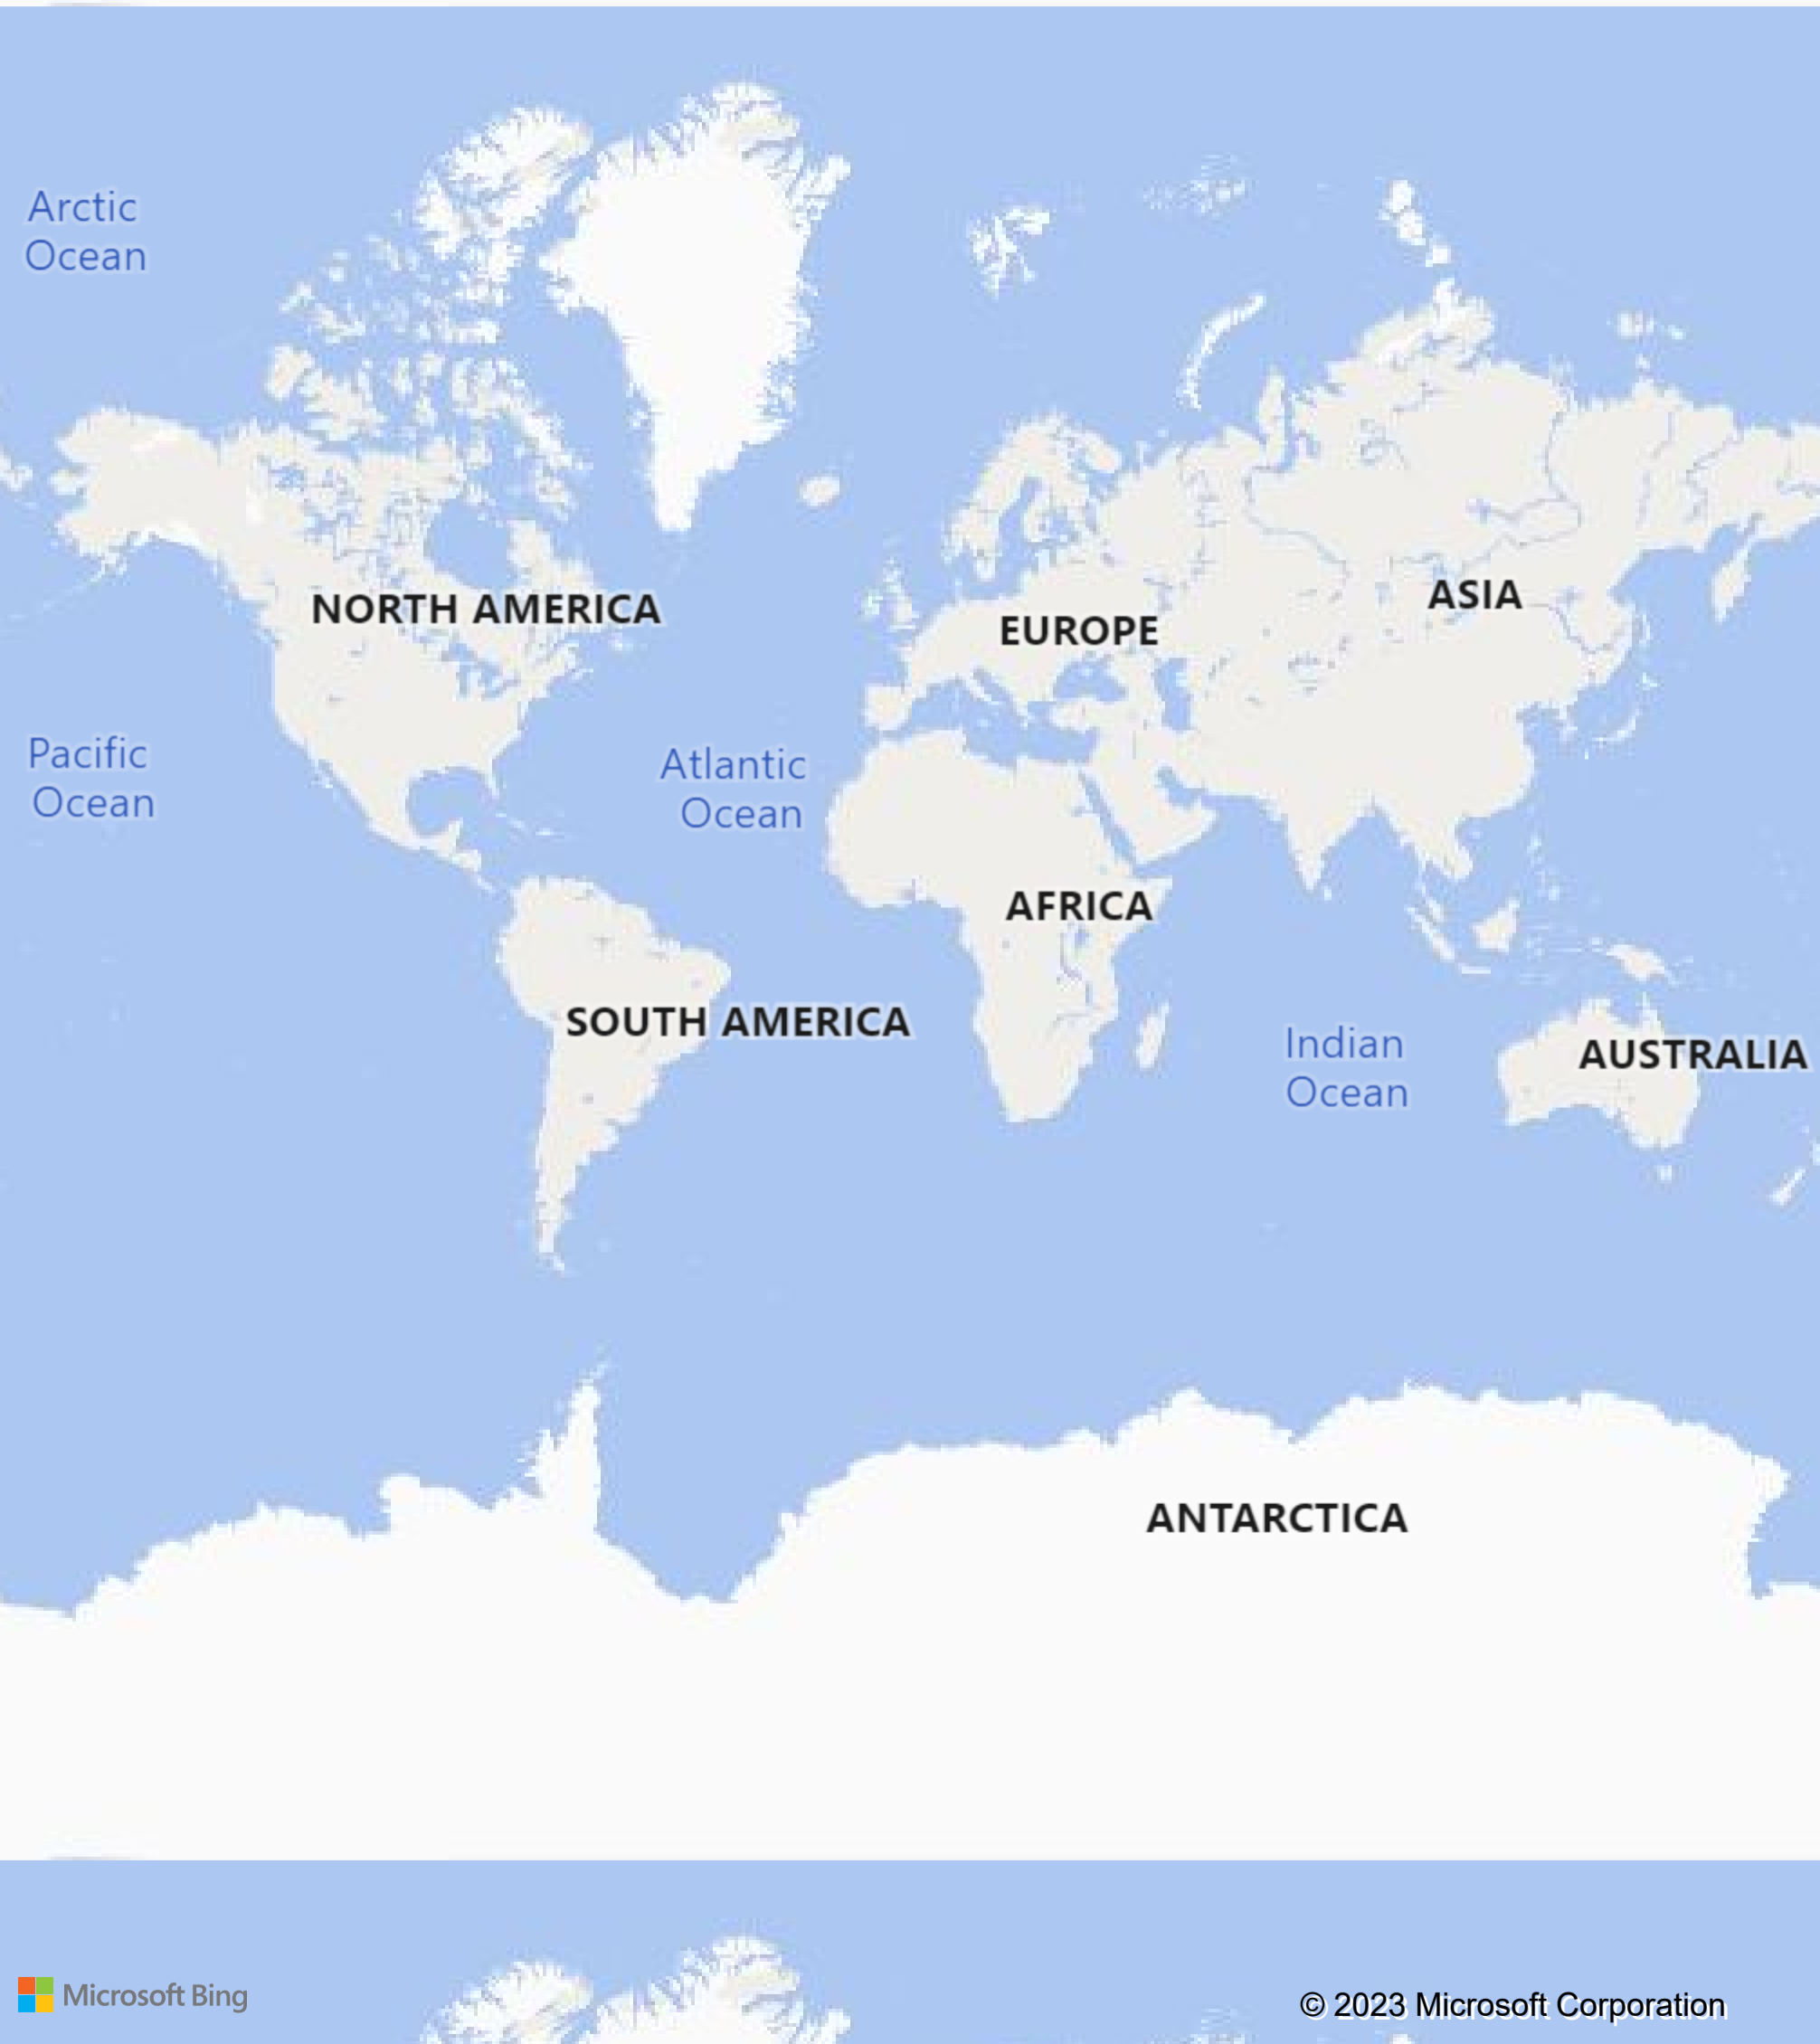 Arctic
Ocean
NORTH AMERICA
EUROPE
ASIA
Pacific
Ocean
Atlantic
Ocean
AFRICA
SOUTH AMERICA
Indian
Ocean
AUSTRALIA
ANTARCTICA
Microsoft Bing
© 2023 Microsoft Corporation